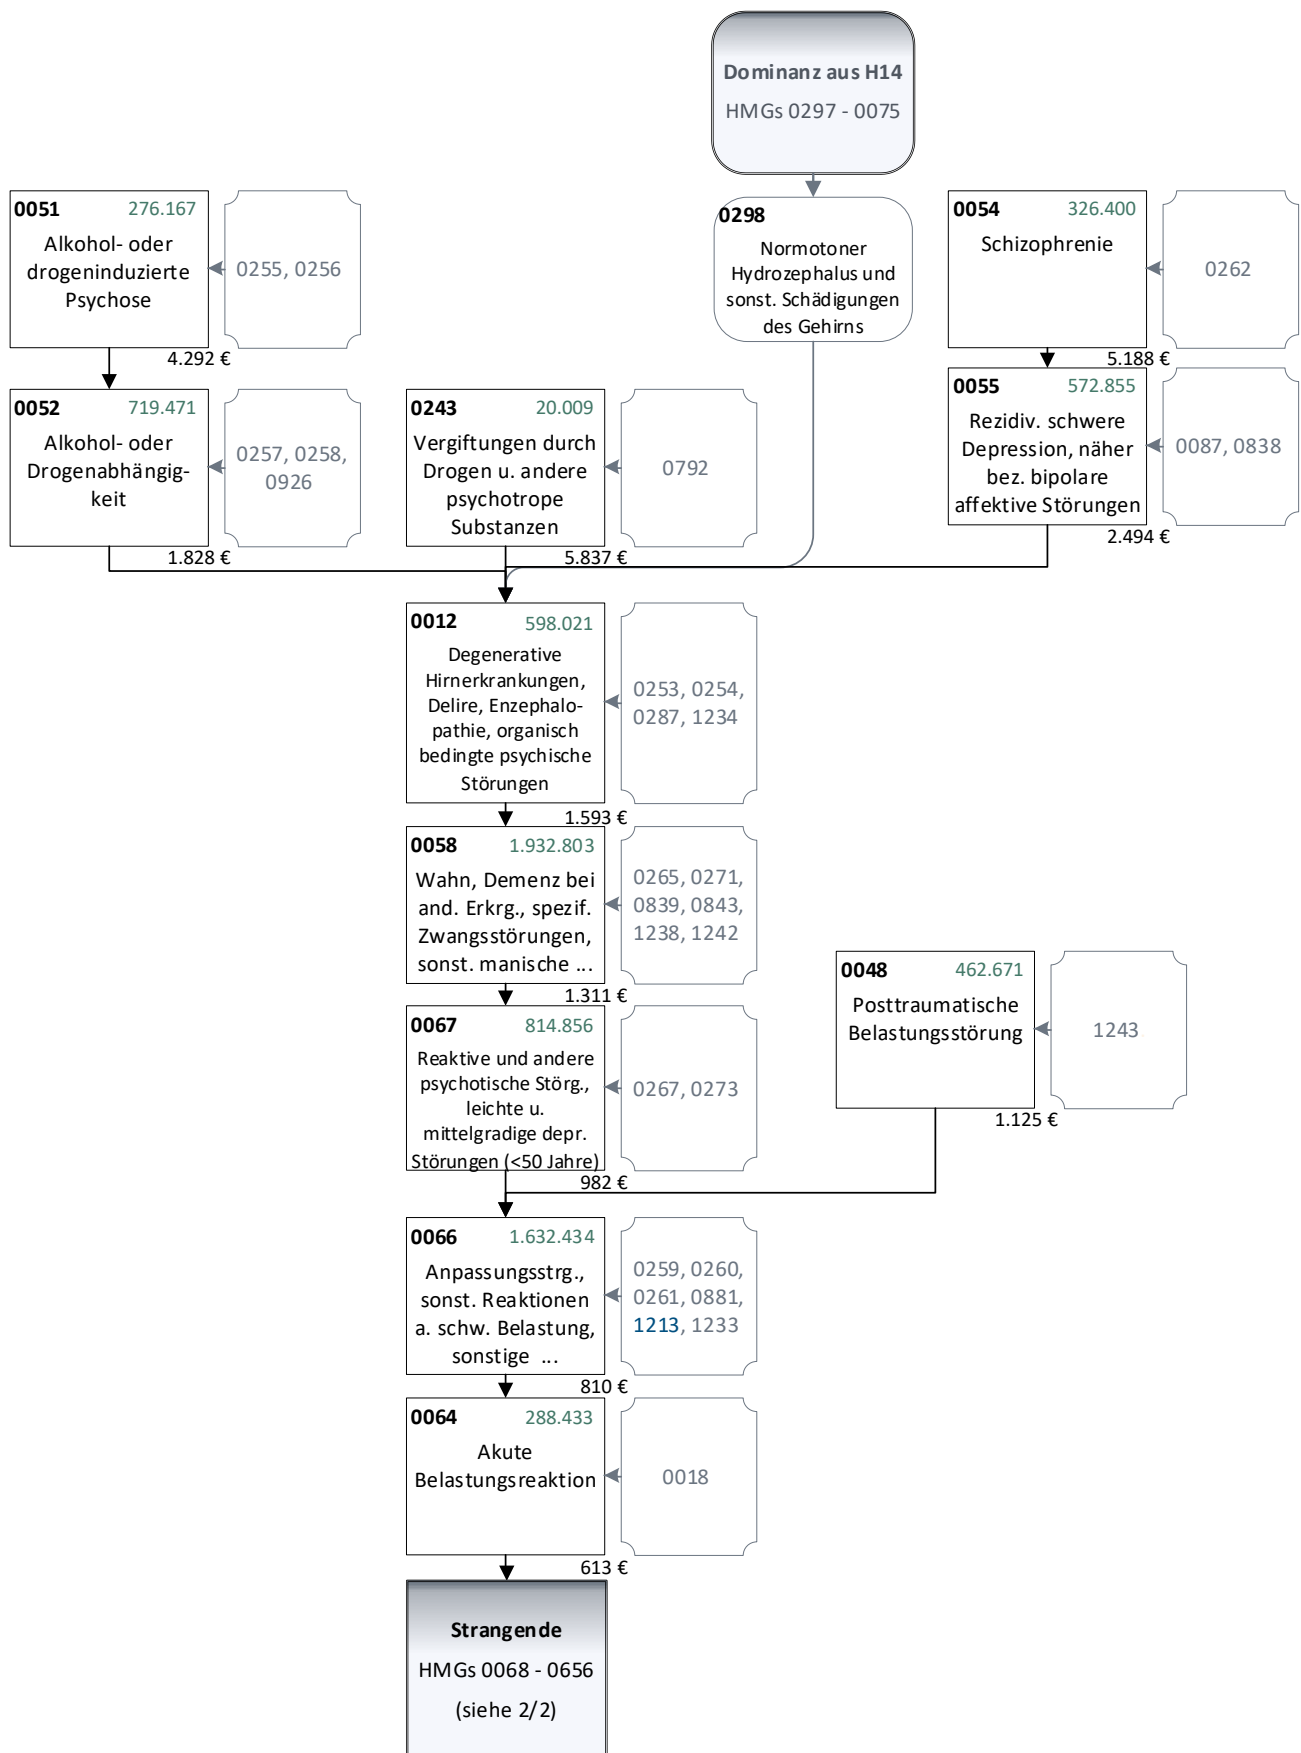 Dominanz aus H14
HMGs 0297 - 0075
0051 276.167
Alkohol- oder
drogeninduzierte
Psychose
0255, 0256
4.292 €
0298
Normotoner
Hydrozephalus und
sonst. Schädigungen
des Gehirns
0054 326.400
Schizophrenie
0262
5.188 €
0052 719.471
Alkohol- oder
Drogenabhängig-
keit
0257, 0258,
0926
1.828 €
0243 20.009
Vergiftungen durch
Drogen u. andere
psychotrope
Substanzen
0792
5.837 €
0055 572.855
Rezidiv. schwere
Depression, näher
bez. bipolare
affektive Störungen
0087, 0838
2.494 €
0012 598.021
Degenerative
Hirnerkrankungen,
Delire, Enzephalo-
pathie, organisch
bedingte psychische
Störungen
0253, 0254,
0287, 1234
1.593 €
0058 1.932.803
Wahn, Demenz bei
and. Erkrg., spezif.
Zwangsstörungen,
sonst. manische ...
0265, 0271,
0839, 0843,
1238, 1242
1.311 €
0067 814.856
Reaktive und andere
psychotische Störg.,
leichte u.
mittelgradige depr.
Störungen (<50 Jahre)
0267, 0273
982 €
0048 462.671
Posttraumatische
Belastungsstörung
1243
1.125 €
0066 1.632.434
Anpassungsstrg.,
sonst. Reaktionen
a. schw. Belastung,
sonstige ...
0259, 0260,
0261, 0881,
1213, 1233
810 €
0064 288.433
Akute
Belastungsreaktion
0018
613 €
Strangende
HMGs 0068 - 0656
(siehe 2/2)